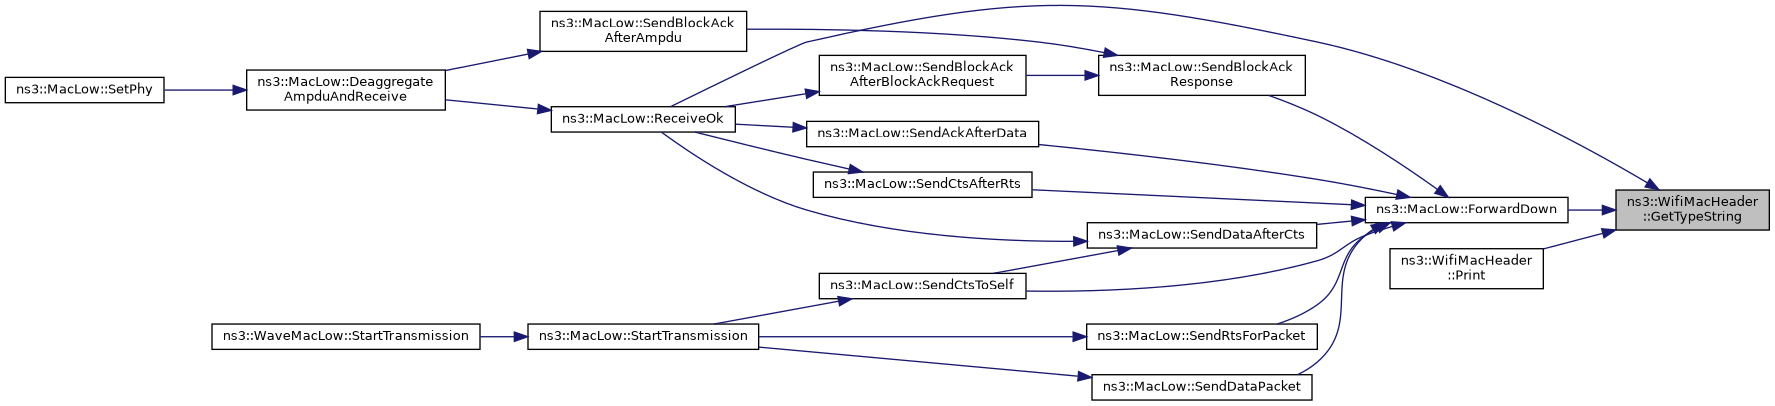 ns3::MacLow::SendBlockAck
AfterAmpdu
ns3::MacLow::SendBlockAck
AfterBlockAckRequest
ns3::MacLow::SendBlockAck
Response
ns3::MacLow::SetPhy
ns3::MacLow::Deaggregate
AmpduAndReceive
ns3::MacLow::ReceiveOk
ns3::MacLow::SendAckAfterData
ns3::MacLow::SendCtsAfterRts
ns3::MacLow::ForwardDown
ns3::WifiMacHeader
::GetTypeString
ns3::MacLow::SendDataAfterCts
ns3::WifiMacHeader
::Print
ns3::MacLow::SendCtsToSelf
ns3::WaveMacLow::StartTransmission
ns3::MacLow::StartTransmission
ns3::MacLow::SendRtsForPacket
ns3::MacLow::SendDataPacket